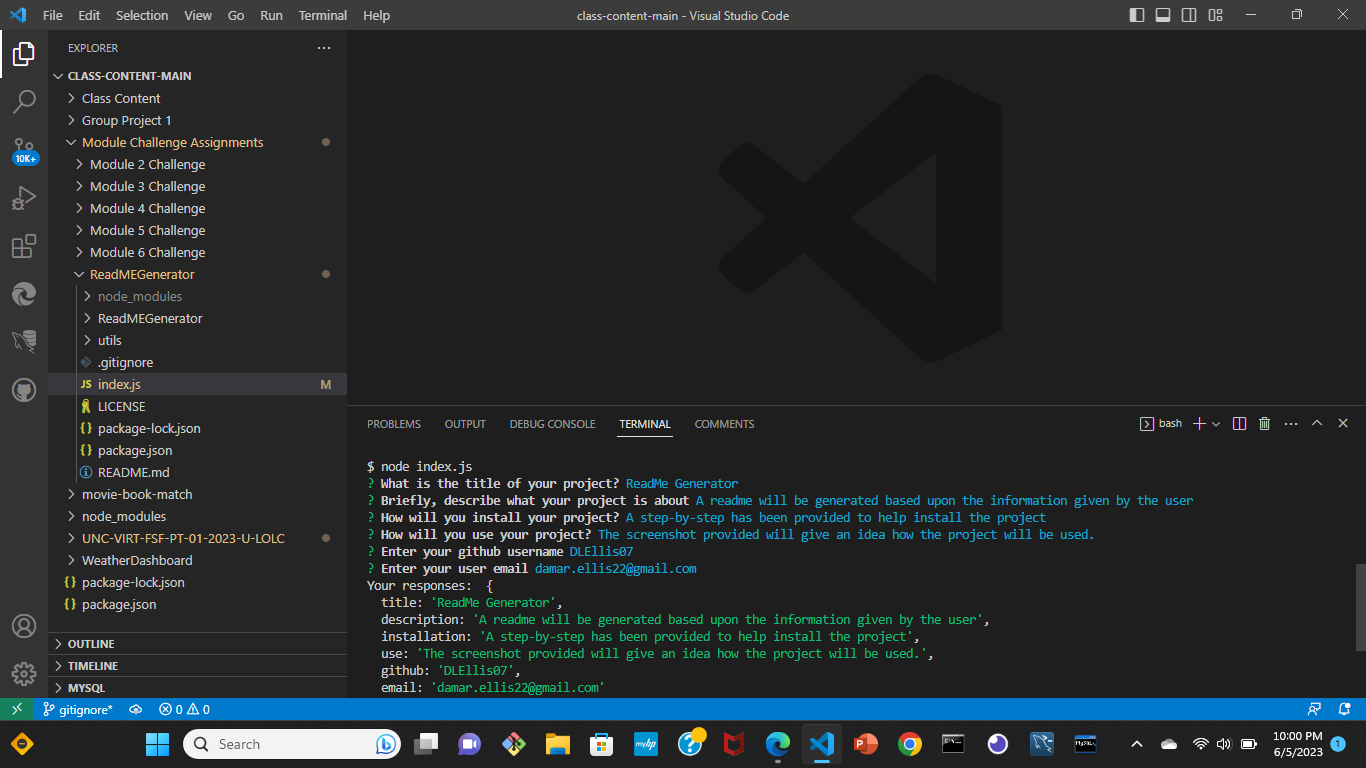 File Edit Selection View Go Run Terminal Help
class-content-main - Visual Studio Code
EXPLORER
CLASS-CONTENT-MAIN
Class Content
Group Project 1
Module Challenge Assignments
10K+
Module 2 Challenge
Module 3 Challenge
Module 4 Challenge
Module 5 Challenge
Module 6 Challenge
ReadMEGenerator
node_modules
ReadMEGenerator
utils
.gitignore
JS index.js M
LICENSE
{} package-lock.json
{} package.json
README.md
movie-book-match
node_modules
UNC-VIRT-FSF-PT-01-2023-U-LOLC
WeatherDashboard
{} package-lock.json
{} package.json
OUTLINE
TIMELINE
MYSQL
PROBLEMS OUTPUT DEBUG CONSOLE TERMINAL COMMENTS
bash
$ node index.js
? What is the title of your project? ReadMe Generator
? Briefly, describe what your project is about A readme will be generated based upon the information given by the user
? How will you install your project? A step-by-step has been provided to help install the project
? How will you use your project? The screenshot provided will give an idea how the project will be used.
? Enter your github username DLEllis07
? Enter your user email damar.ellis22@gmail.com
Your responses:  {
  title: 'ReadMe Generator',
  description: 'A readme will be generated based upon the information given by the user',
  installation: 'A step-by-step has been provided to help install the project',
  use: 'The screenshot provided will give an idea how the project will be used.',
  github: 'DLEllis07',
  email: 'damar.ellis22@gmail.com'
gitignore* 0 0
Search
myhp
P
MySQL
10:00 PM
6/5/2023
1